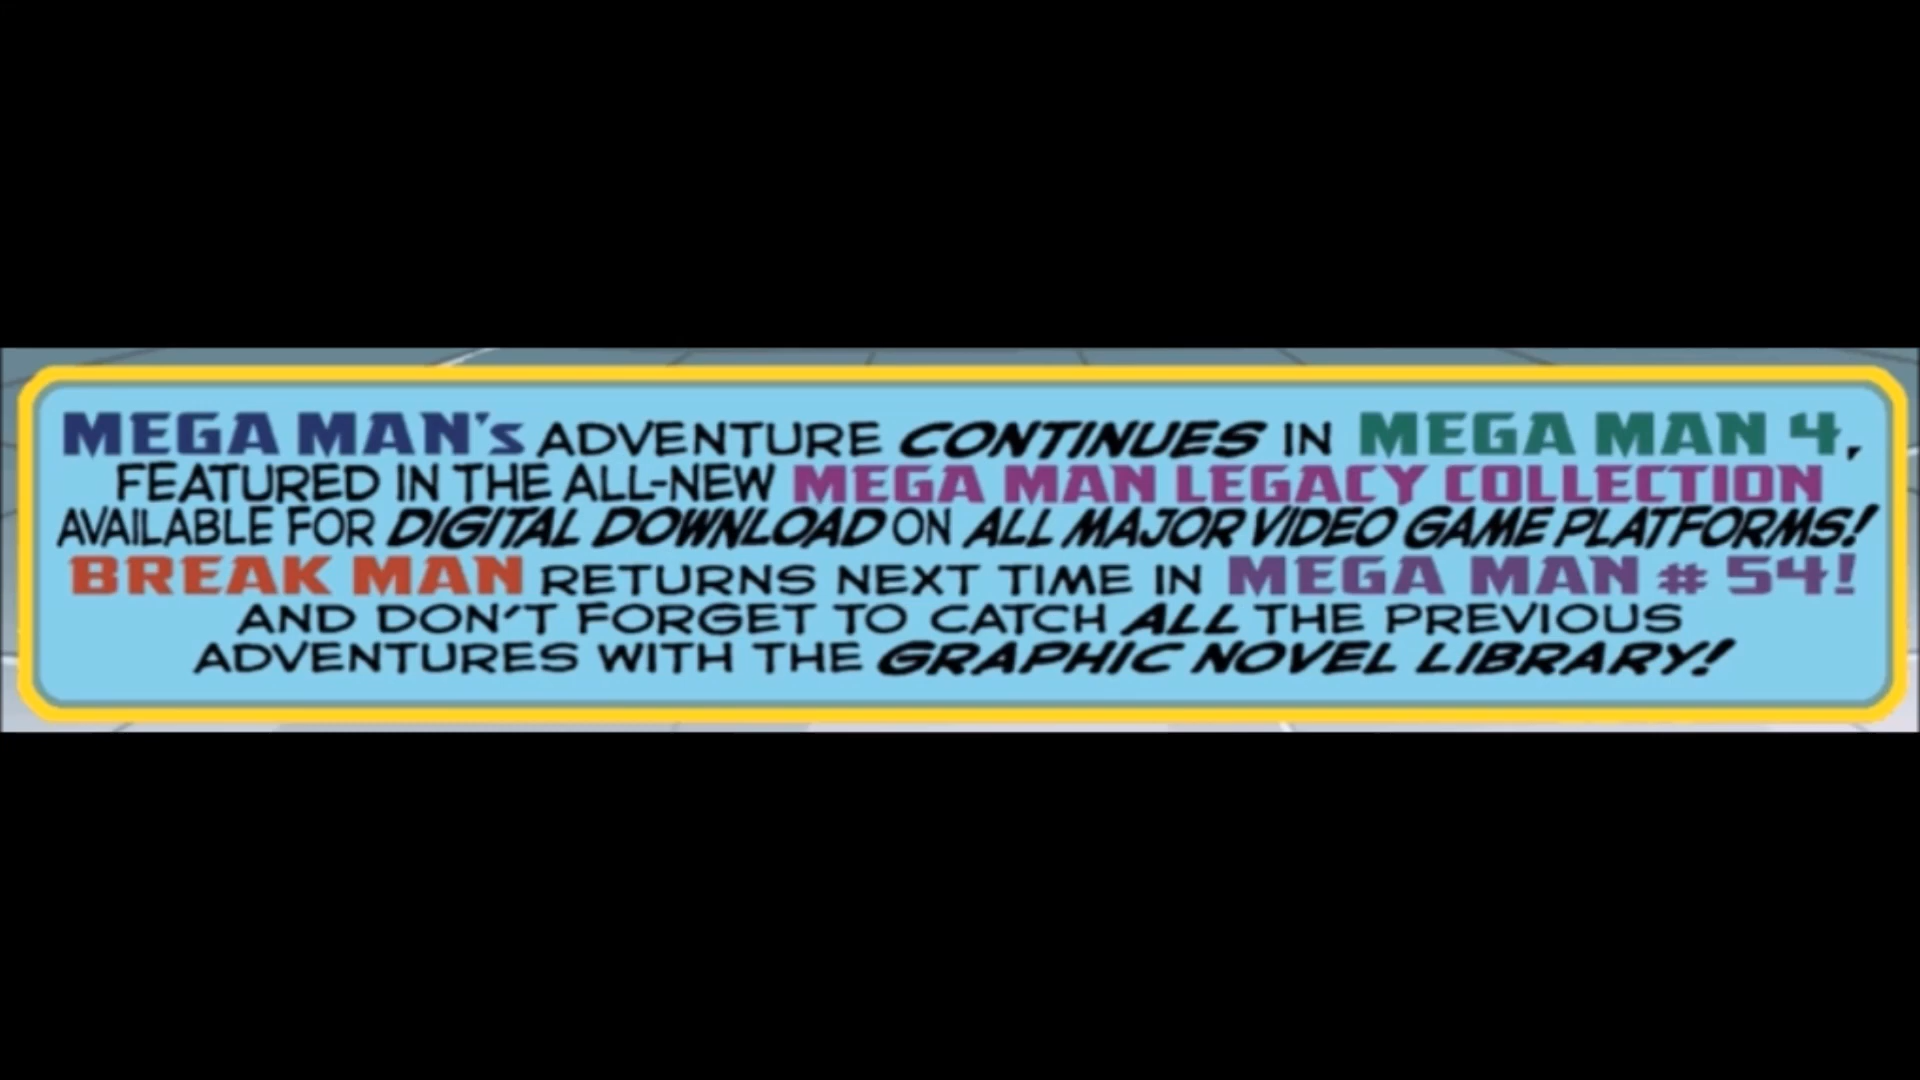 MEGA MAN's ADVENTURE CONTINUES IN MEGA MAN 4,
FEATURED IN THE ALL-NEW MEGA MAN LEGACY COLLECTION
AVAILABLE FOR DIGITAL DOWNLOAD ON ALL MAJOR VIDEO GAME PLATFORMS!
BREAK MAN RETURNS NEXT TIME IN MEGA MAN # 54!
AND DON'T FORGET TO CATCH ALL THE PREVIOUS
ADVENTURES WITH THE GRAPHIC NOVEL LIBRARY!